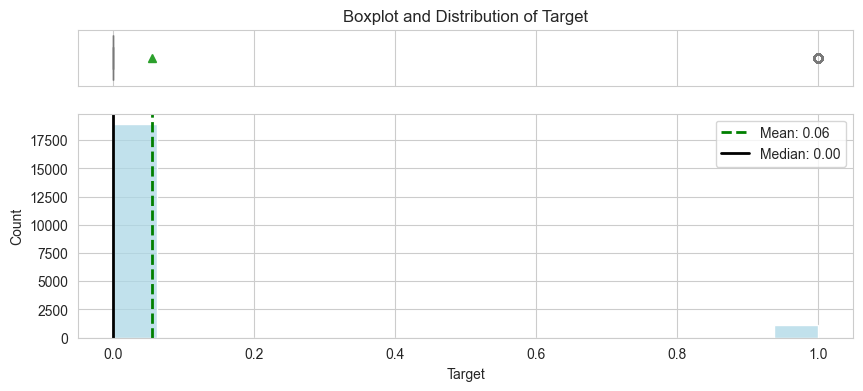 Boxplot and Distribution of Target
17500
15000
12500
10000
7500
5000
2500
0
Count
Mean: 0.06
Median: 0.00
0.0 0.2 0.4 0.6 0.8 1.0
Target